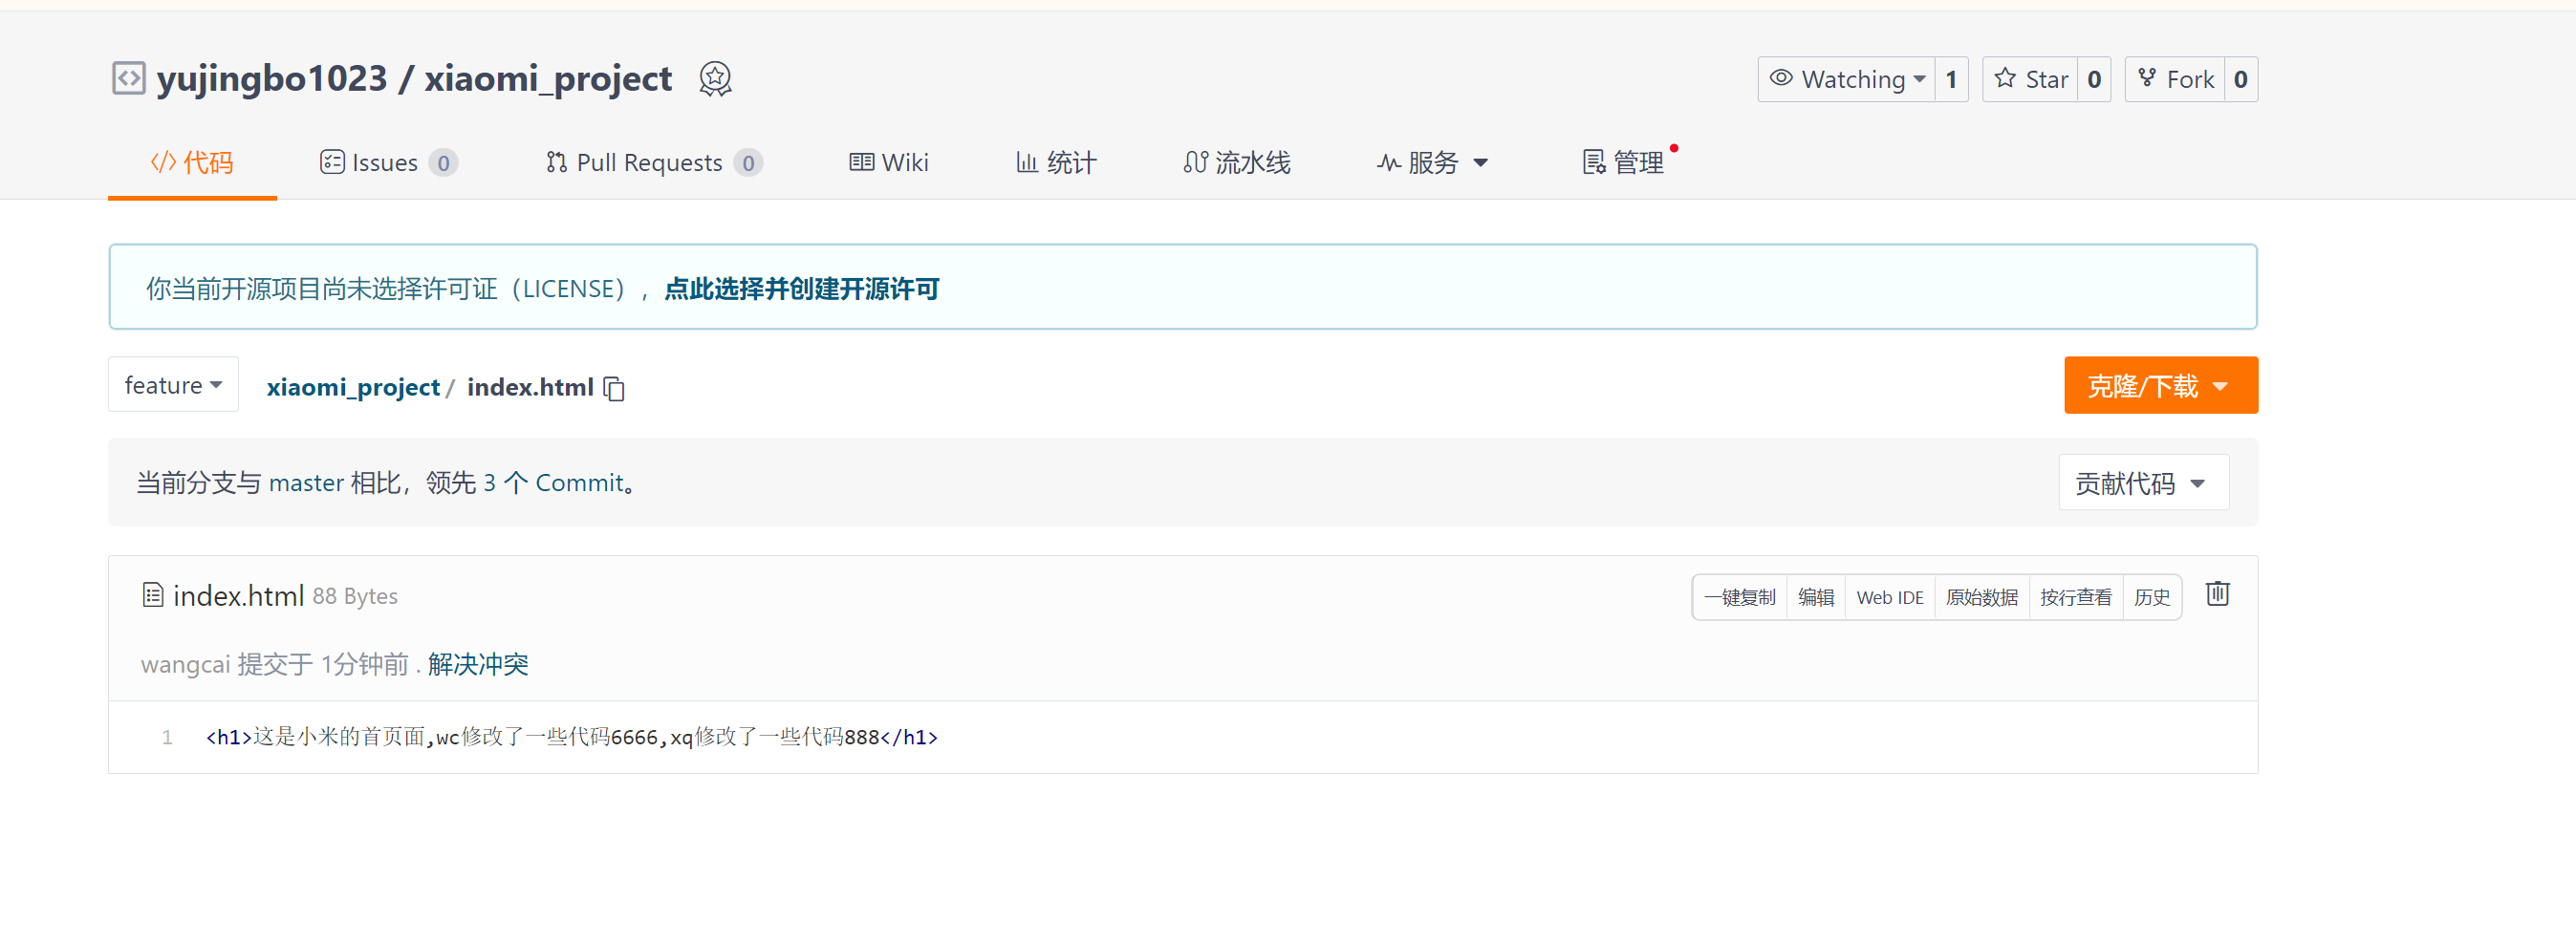 yujingbo1023 / xiaomi_project
Watching 1 Star 0 Fork 0
代码 Issues 0 Pull Requests 0 Wiki 统计 流水线 服务 管理
你当前开源项目尚未选择许可证（LICENSE），点此选择并创建开源许可
feature xiaomi_project / index.html 克隆/下载
当前分支与 master 相比，领先 3 个 Commit。 贡献代码
index.html 88 Bytes 一键复制 编辑 Web IDE 原始数据 按行查看 历史
wangcai 提交于 1分钟前 . 解决冲突
1 <h1>这是小米的首页面,wc修改了一些代码6666,xq修改了一些代码888</h1>